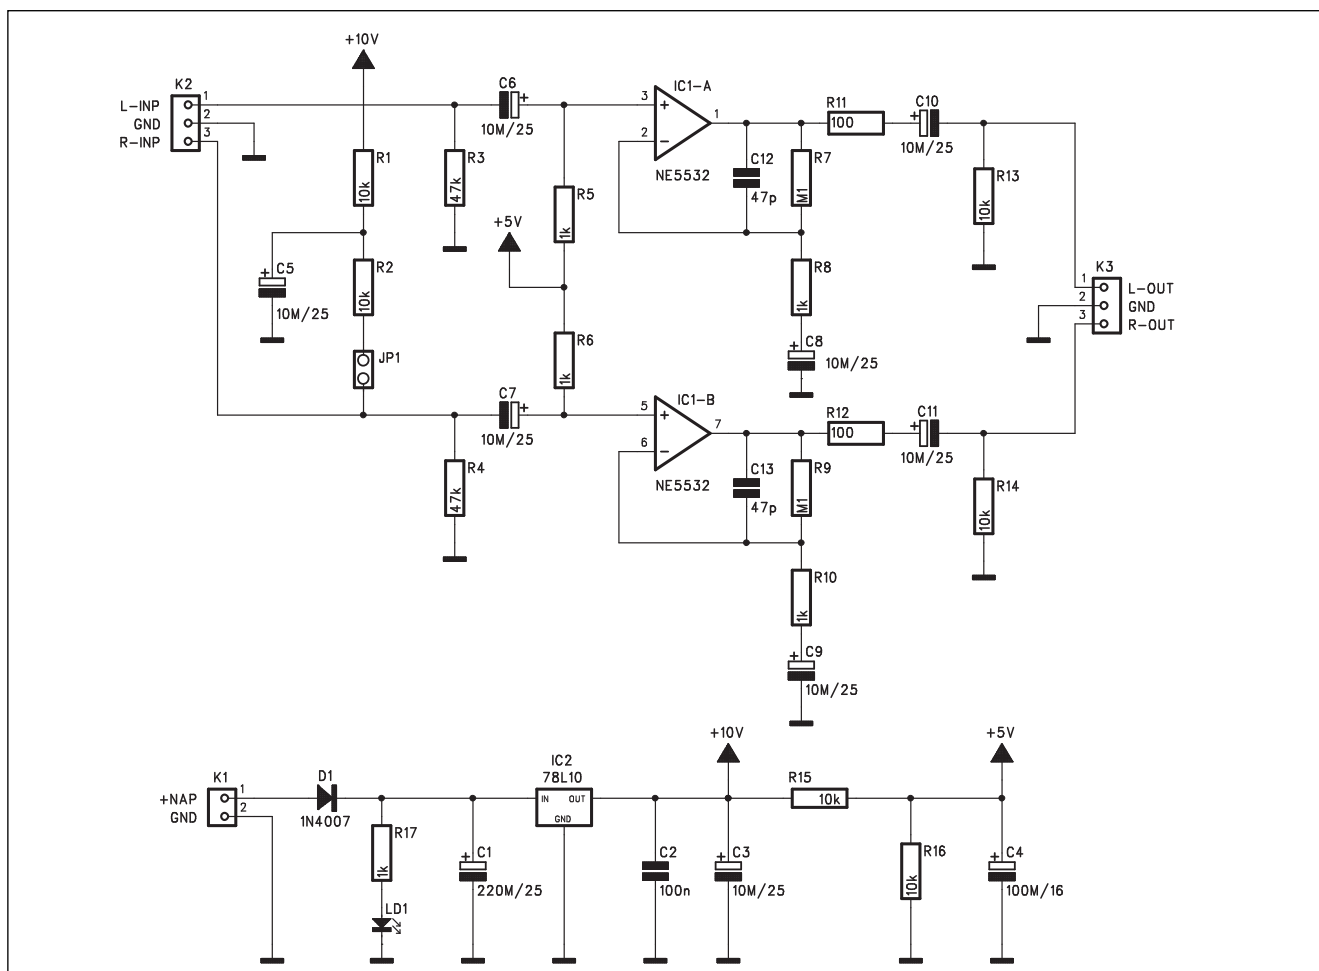 +10V
K2
1
L-INP
2
GND
3
R-INP
R1
10k
R3
47k
C6
+
10M/25
IC1-A
3
+
1
2
−
NE5532
R11
100
C10
+
10M/25
C12
47p
R7
M1
R13
10k
R5
1k
+5V
+
C5
10M/25
R2
10k
R8
1k
K3
1
L-OUT
2
GND
3
R-OUT
JP1
R6
1k
+
C8
10M/25
C7
+
10M/25
IC1-B
5
+
7
6
−
NE5532
R12
100
C11
+
10M/25
R4
47k
C13
47p
R9
M1
R14
10k
R10
1k
+
C9
10M/25
+10V
+5V
K1
1
+NAP
2
GND
D1
1N4007
IC2
78L10
IN
OUT
GND
R15
10k
R17
1k
C1
+
220M/25
C2
100n
+
C3
10M/25
R16
10k
+
C4
100M/16
LD1